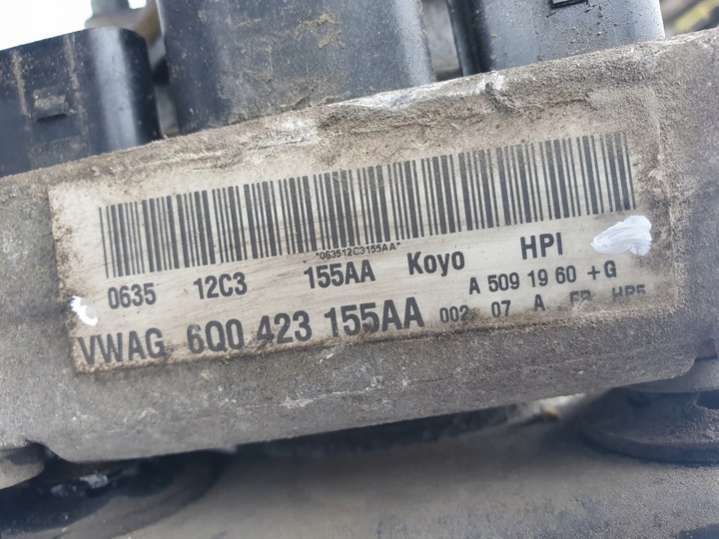 *063512C3155AA*
0635 12C3 155AA Koyo HPI
A 509 19 60 + G
VWAG 6Q0 423 155AA 002 07 A